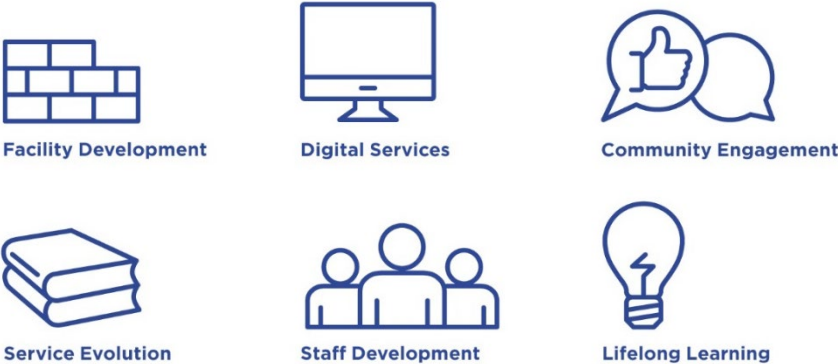 Facility Development
Digital Services
Community Engagement
Service Evolution
Staff Development
Lifelong Learning